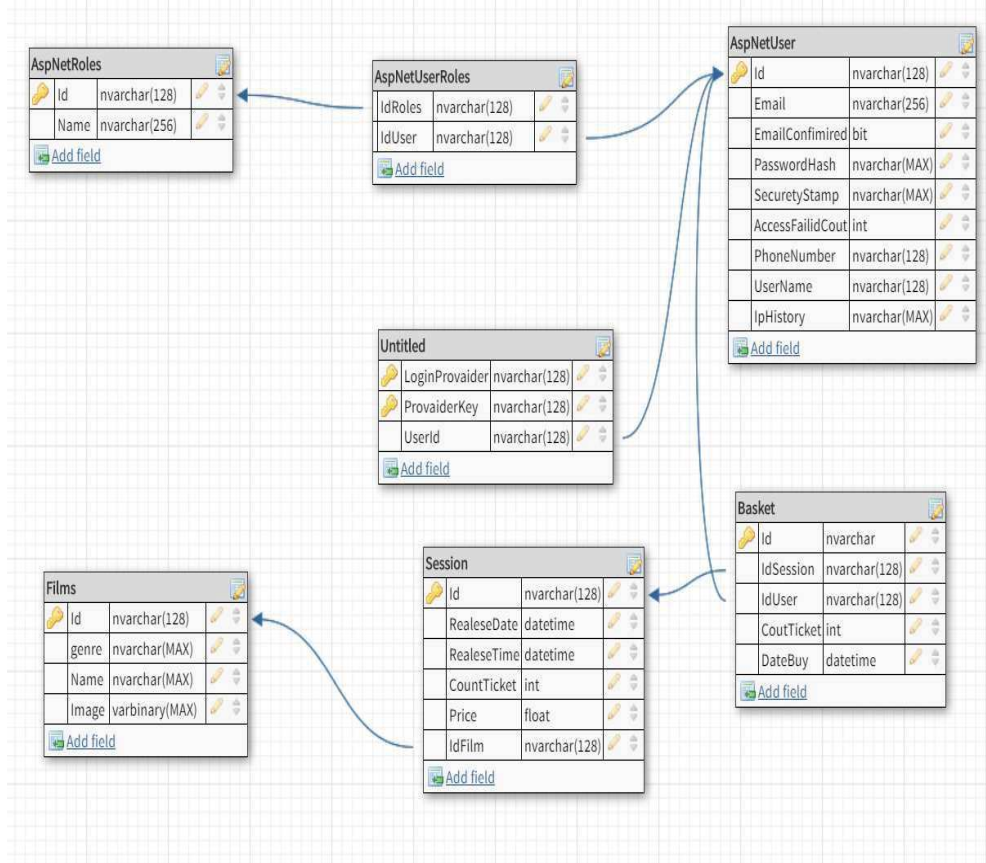 AspNetRoles
Id nvarchar(128)
Name nvarchar(256)
Add field
AspNetUserRoles
IdRoles nvarchar(128)
IdUser nvarchar(128)
Add field
AspNetUser
Id nvarchar(128)
Email nvarchar(256)
EmailConfimired bit
PasswordHash nvarchar(MAX)
SecuretyStamp nvarchar(MAX)
AccessFailidCout int
PhoneNumber nvarchar(128)
UserName nvarchar(128)
IpHistory nvarchar(MAX)
Add field
Untitled
LoginProvaider nvarchar(128)
ProvaiderKey nvarchar(128)
UserId nvarchar(128)
Add field
Basket
Id nvarchar
IdSession nvarchar(128)
IdUser nvarchar(128)
CoutTicket int
DateBuy datetime
Add field
Session
Id nvarchar(128)
RealeseDate datetime
RealeseTime datetime
CountTicket int
Price float
IdFilm nvarchar(128)
Add field
Films
Id nvarchar(128)
genre nvarchar(MAX)
Name nvarchar(MAX)
Image varbinary(MAX)
Add field